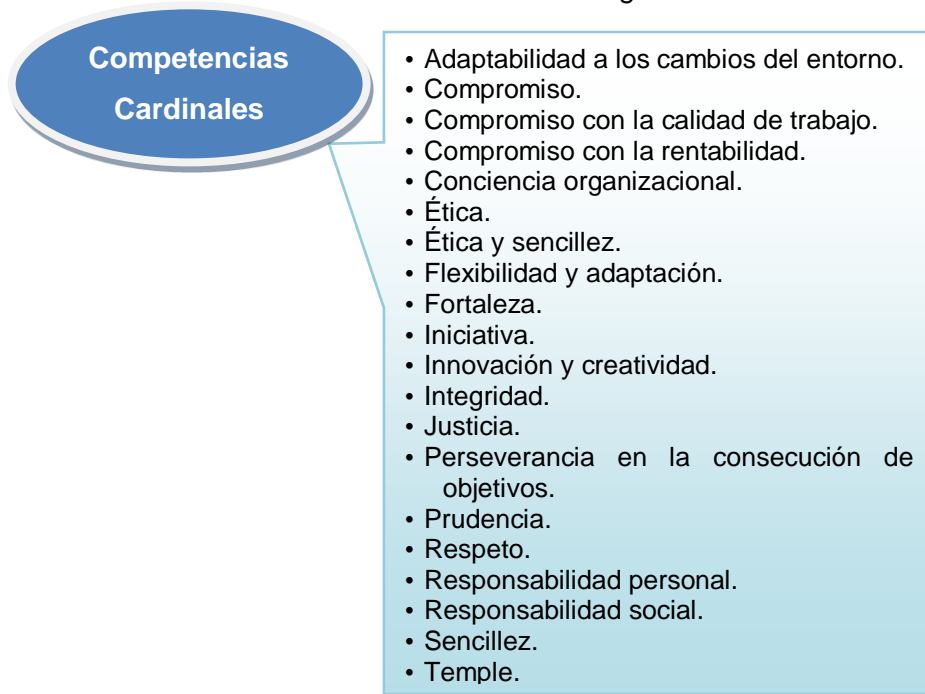 Competencias
Cardinales
• Adaptabilidad a los cambios del entorno.
• Compromiso.
• Compromiso con la calidad de trabajo.
• Compromiso con la rentabilidad.
• Conciencia organizacional.
• Ética.
• Ética y sencillez.
• Flexibilidad y adaptación.
• Fortaleza.
• Iniciativa.
• Innovación y creatividad.
• Integridad.
• Justicia.
• Perseverancia en la consecución de
objetivos.
• Prudencia.
• Respeto.
• Responsabilidad personal.
• Responsabilidad social.
• Sencillez.
• Temple.